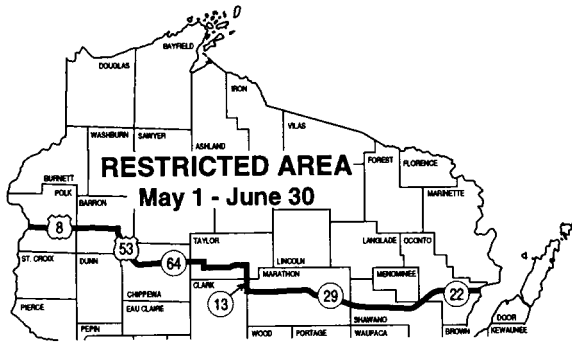 BAYFIELD
DOUGLAS
IRON
VILAS
WASHBURN
SAWYER
ASHLAND
FOREST
FLORENCE
RESTRICTED AREA
May 1 - June 30
MARINETTE
BURNETT
POLK
BARRON
8
53
64
TAYLOR
LINCOLN
LANGLADE
OCONTO
ST. CROIX
DUNN
CHIPPEWA
CLARK
MARATHON
MENOMINEE
13
29
22
PIERCE
EAU CLAIRE
PEPIN
WOOD
PORTAGE
SHAWANO
WAUPACA
BROWN
DOOR
KEWAUNEE